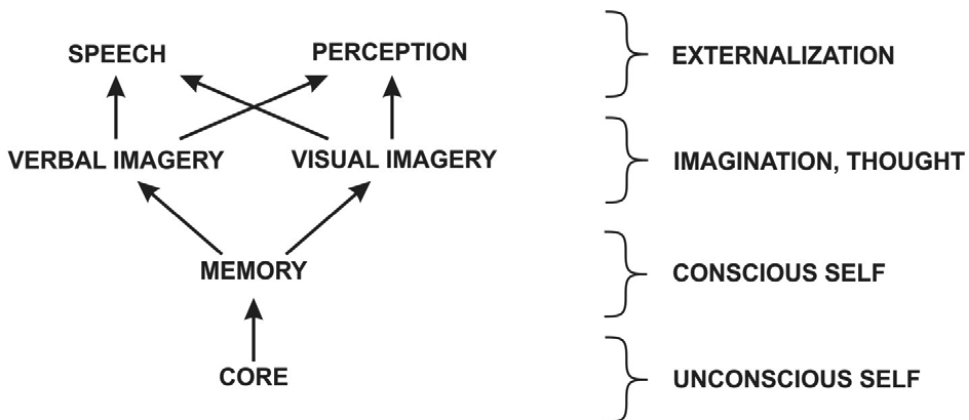 SPEECH PERCEPTION EXTERNALIZATION
VERBAL IMAGERY VISUAL IMAGERY IMAGINATION, THOUGHT
MEMORY CONSCIOUS SELF
CORE UNCONSCIOUS SELF